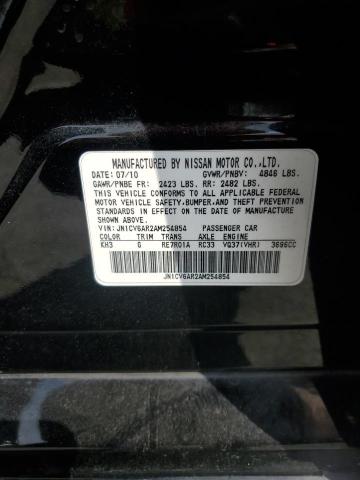 MANUFACTURED BY NISSAN MOTOR CO.,LTD.
DATE: 07/10 GVWR/PNBV: 4846 LBS.
GAWR/PNBE FR: 2423 LBS. RR: 2482 LBS.
THIS VEHICLE CONFORMS TO ALL APPLICABLE FEDERAL
MOTOR VEHICLE SAFETY,BUMPER,AND THEFT PREVENTION
STANDARDS IN EFFECT ON THE DATE OF MANUFACTURE
SHOWN ABOVE.
VIN: JN1CV6AR2AM254854 PASSENGER CAR
COLOR TRIM TRANS MODEL ENGINE
KH3 G RE7R01A RC33 VQ37(VHR) 3696CC
JN1CV6AR2AM254854